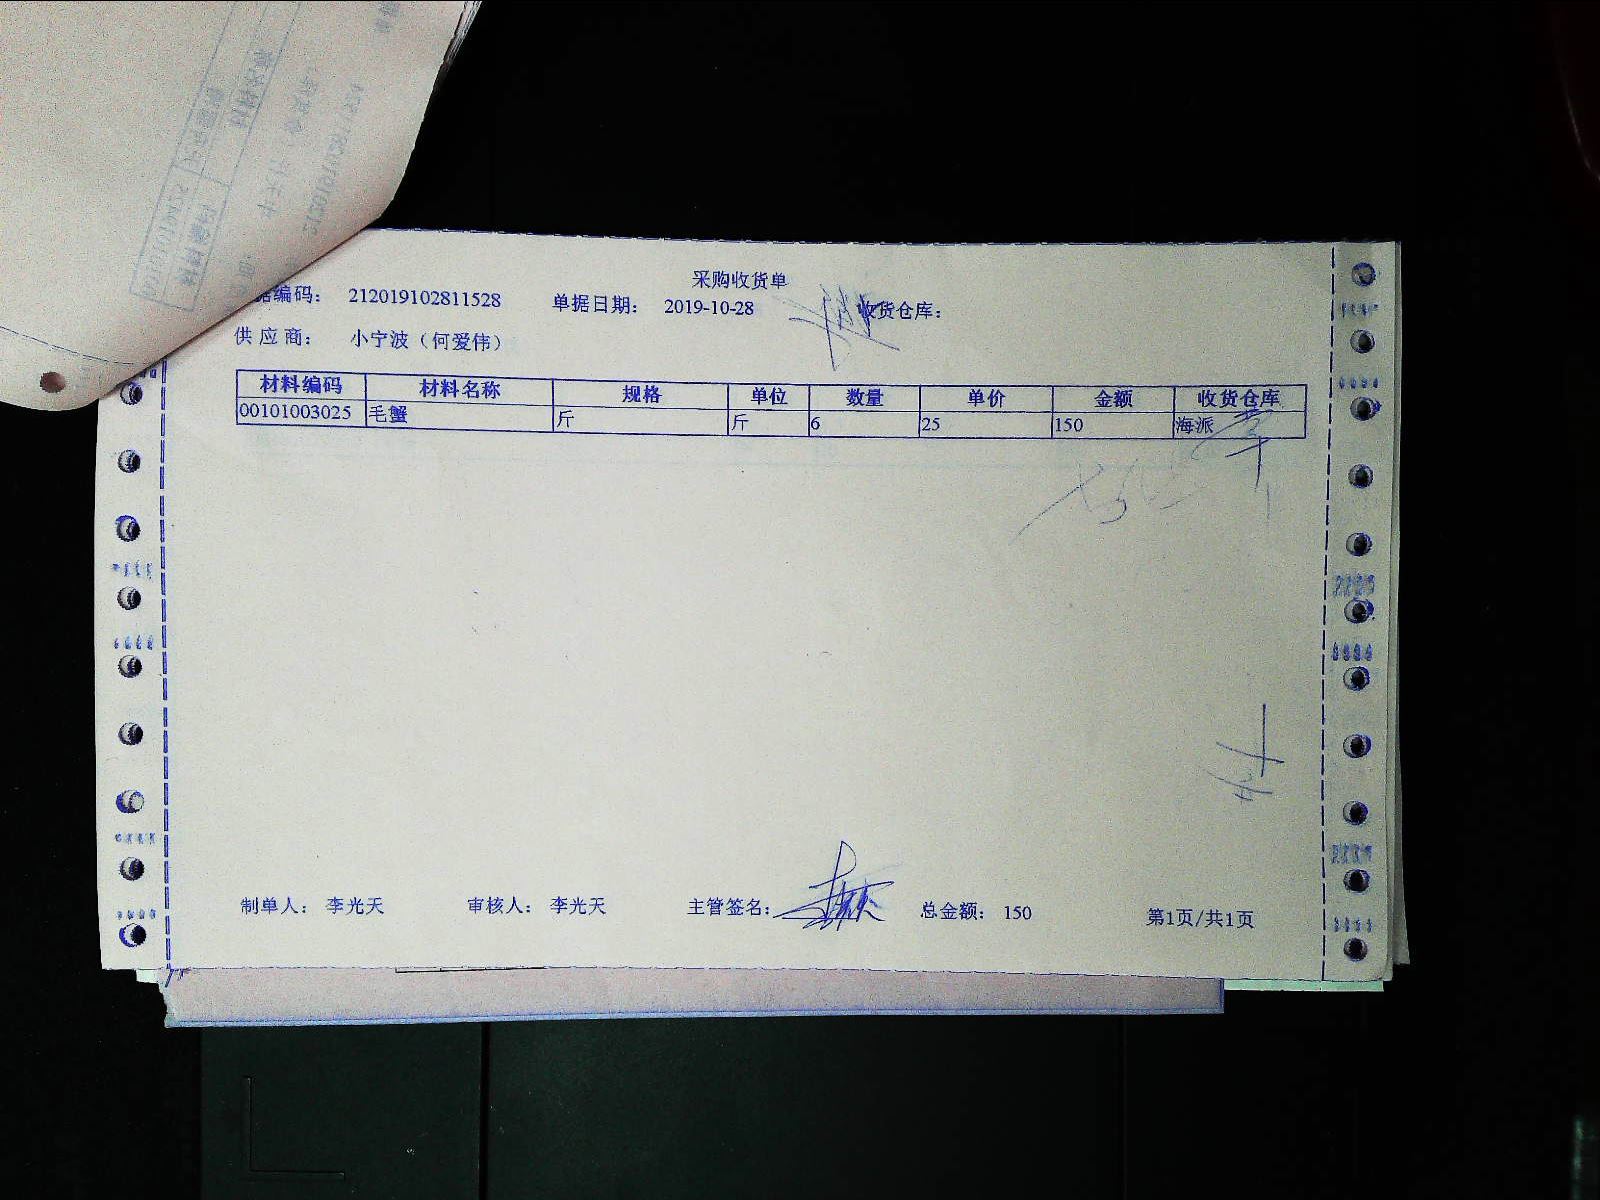 采购收货单
据编码： 212019102811528 单据日期： 2019-10-28 收货仓库：
供 应 商： 小宁波（何爱伟）
材料编码 材料名称 规格 单位 数量 单价 金额 收货仓库
00101003025 毛蟹 斤 斤 6 25 150 海派
制单人： 李光天 审核人： 李光天 主管签名： 总金额： 150 第1页/共1页